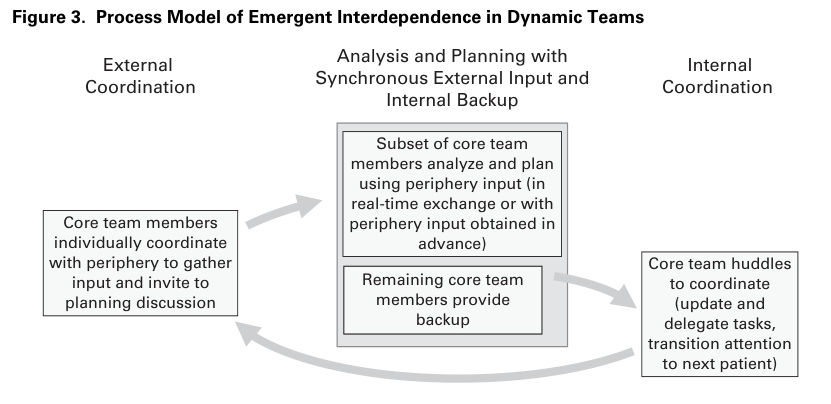 Figure 3. Process Model of Emergent Interdependence in Dynamic Teams
External
Coordination
Analysis and Planning with
Synchronous External Input and
Internal Backup
Internal
Coordination
Core team members
individually coordinate
with periphery to gather
input and invite to
planning discussion
Subset of core team
members analyze and plan
using periphery input (in
real-time exchange or with
periphery input obtained in
advance)
Remaining core team
members provide
backup
Core team huddles
to coordinate
(update and
delegate tasks,
transition attention
to next patient)